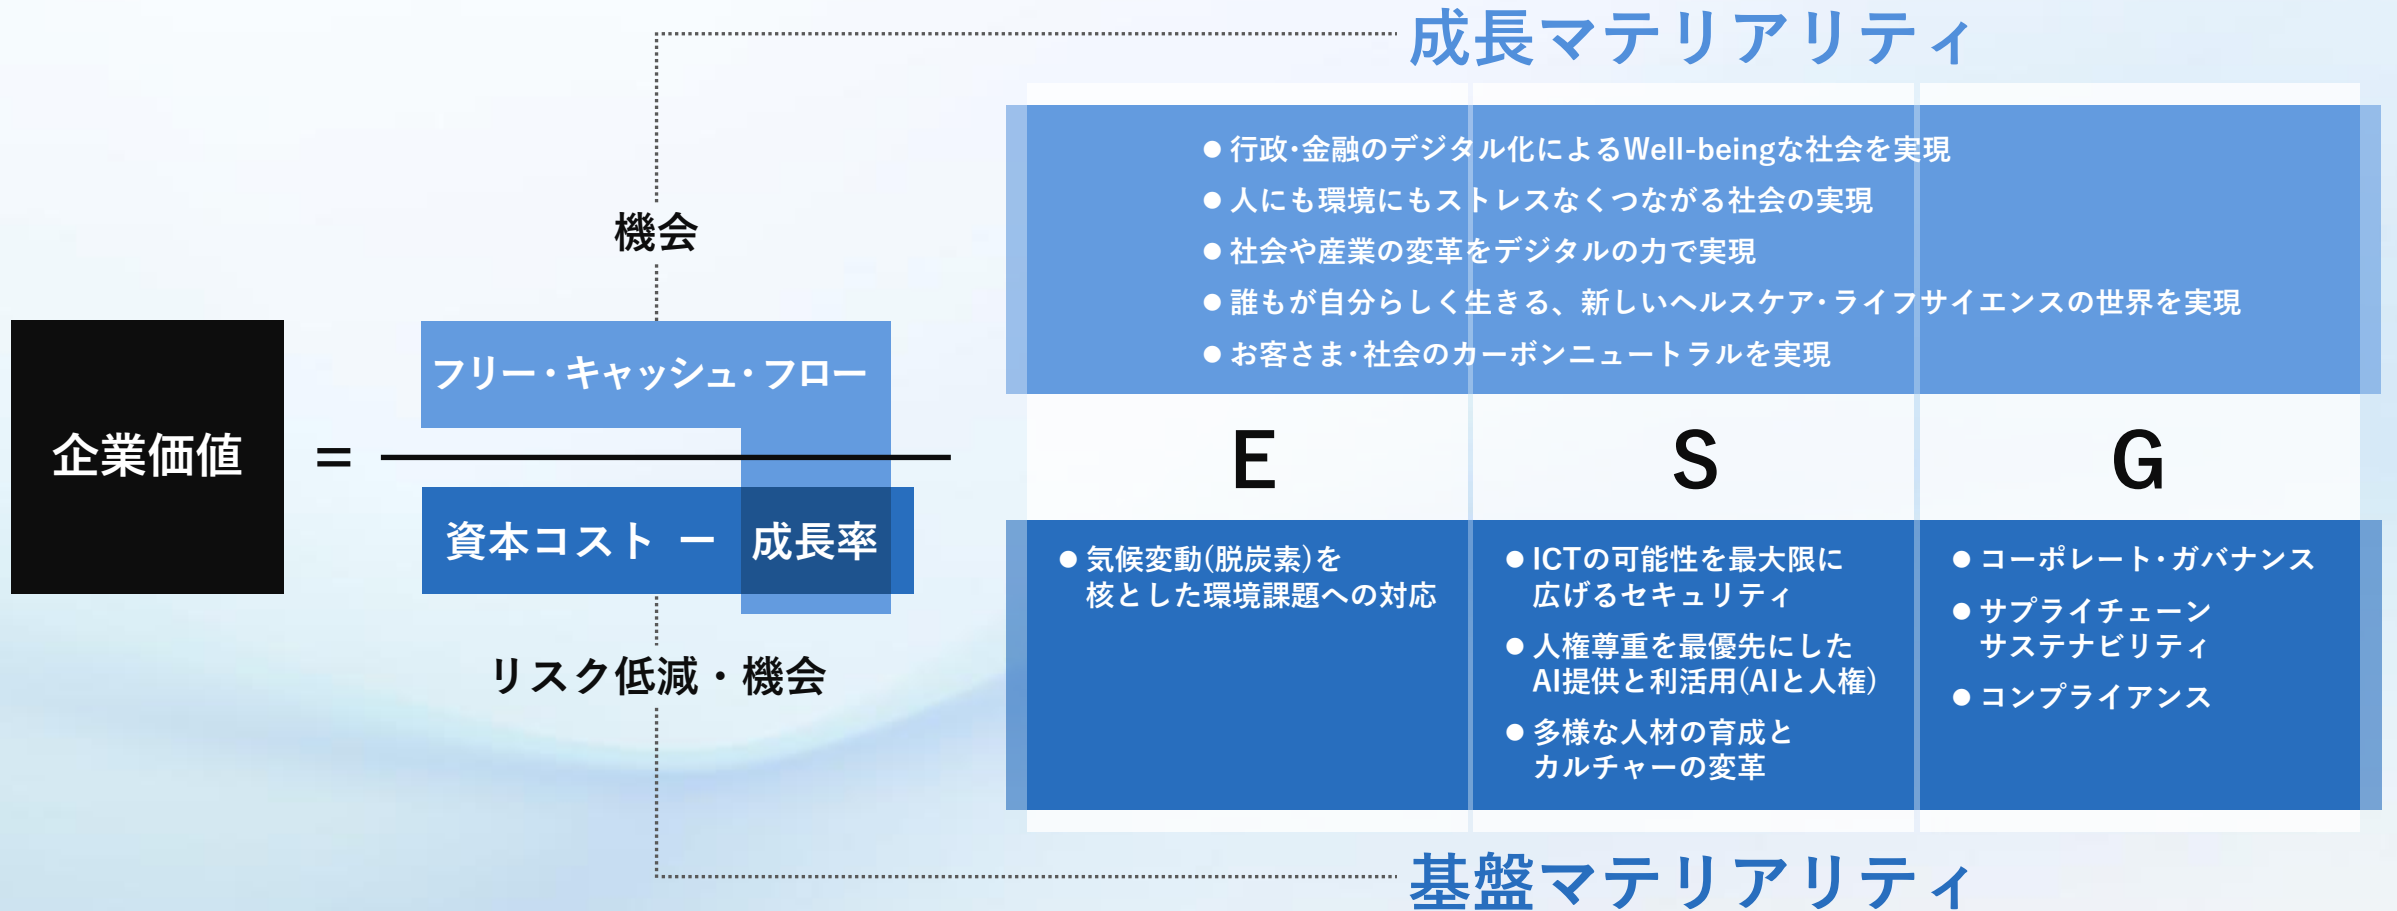 成長マテリアリティ
● 行政・金融のデジタル化によるWell-beingな社会を実現
● 人にも環境にもストレスなくつながる社会の実現
● 社会や産業の変革をデジタルの力で実現
● 誰もが自分らしく生きる、新しいヘルスケア・ライフサイエンスの世界を実現
● お客さま・社会のカーボンニュートラルを実現
機会
フリー・キャッシュ・フロー
企業価値
=
資本コスト ー 成長率
リスク低減・機会
E
S
G
● 気候変動(脱炭素)を
核とした環境課題への対応
● ICTの可能性を最大限に
広げるセキュリティ
● 人権尊重を最優先にした
AI提供と利活用(AIと人権)
● 多様な人材の育成と
カルチャーの変革
● コーポレート・ガバナンス
● サプライチェーン
サステナビリティ
● コンプライアンス
基盤マテリアリティ